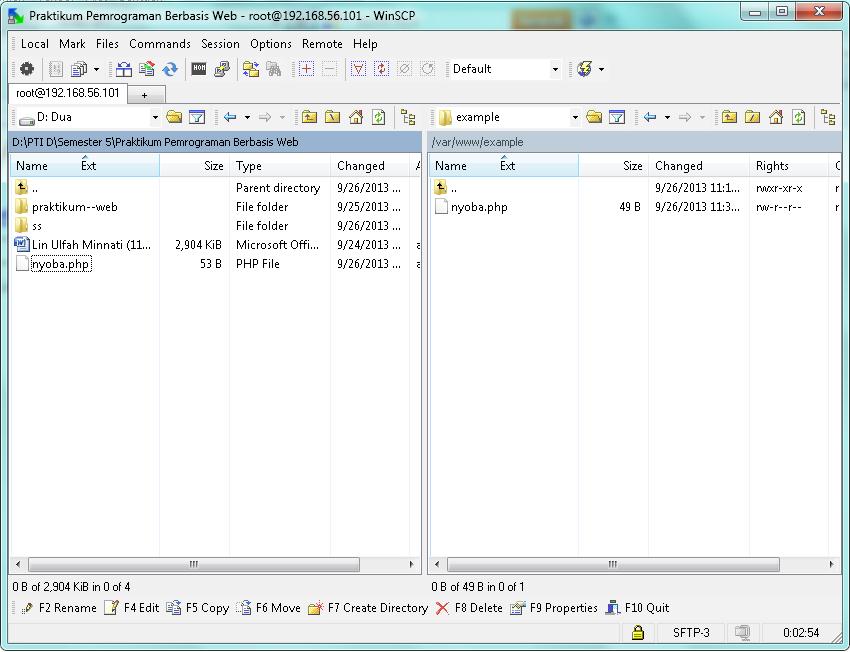 Praktikum Pemrograman Berbasis Web - root@192.168.56.101 - WinSCP
Local Mark Files Commands Session Options Remote Help
Default
root@192.168.56.101 +
D: Dua example
D:\PTI D\Semester 5\Praktikum Pemrograman Berbasis Web /var/www/example
Name Ext Size Type Changed A Name Ext Size Changed Rights
.. Parent directory 9/26/2013 ... .. 9/26/2013 11:1... rwxr-xr-x r
praktikum--web File folder 9/25/2013 ... nyoba.php 49 B 9/26/2013 11:3... rw-r--r-- r
ss File folder 9/26/2013 ...
Lin Ulfah Minnati (11... 2,904 KiB Microsoft Offi... 9/24/2013 ... a
nyoba.php 53 B PHP File 9/26/2013 ... a
0 B of 2,904 KiB in 0 of 4 0 B of 49 B in 0 of 1
F2 Rename F4 Edit F5 Copy F6 Move F7 Create Directory F8 Delete F9 Properties F10 Quit
SFTP-3 0:02:54